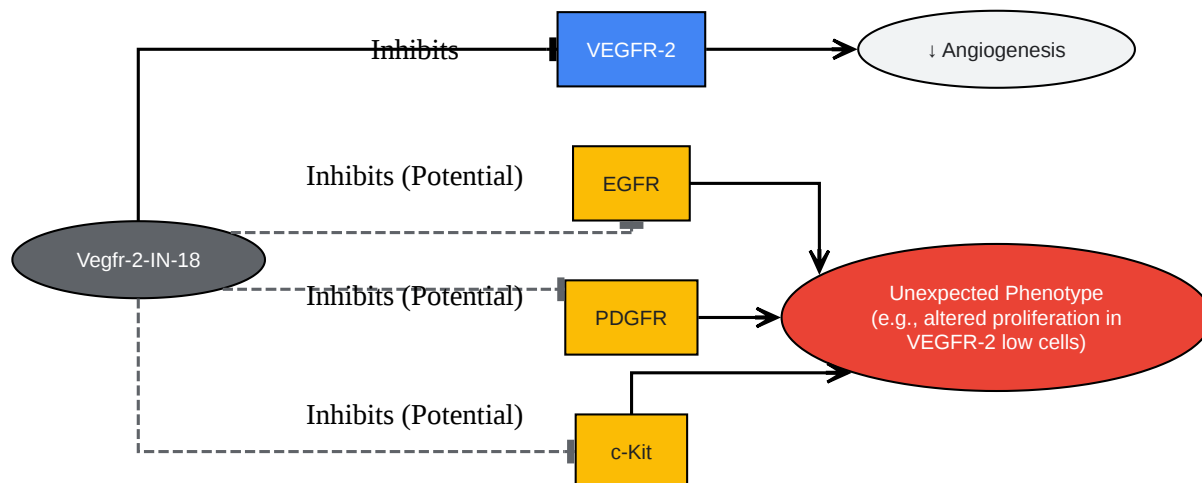 Inhibits
VEGFR-2
↓ Angiogenesis
Inhibits (Potential)
EGFR
Vegfr-2-IN-18
Inhibits (Potential)
PDGFR
Unexpected Phenotype
(e.g., altered proliferation in
VEGFR-2 low cells)
Inhibits (Potential)
c-Kit